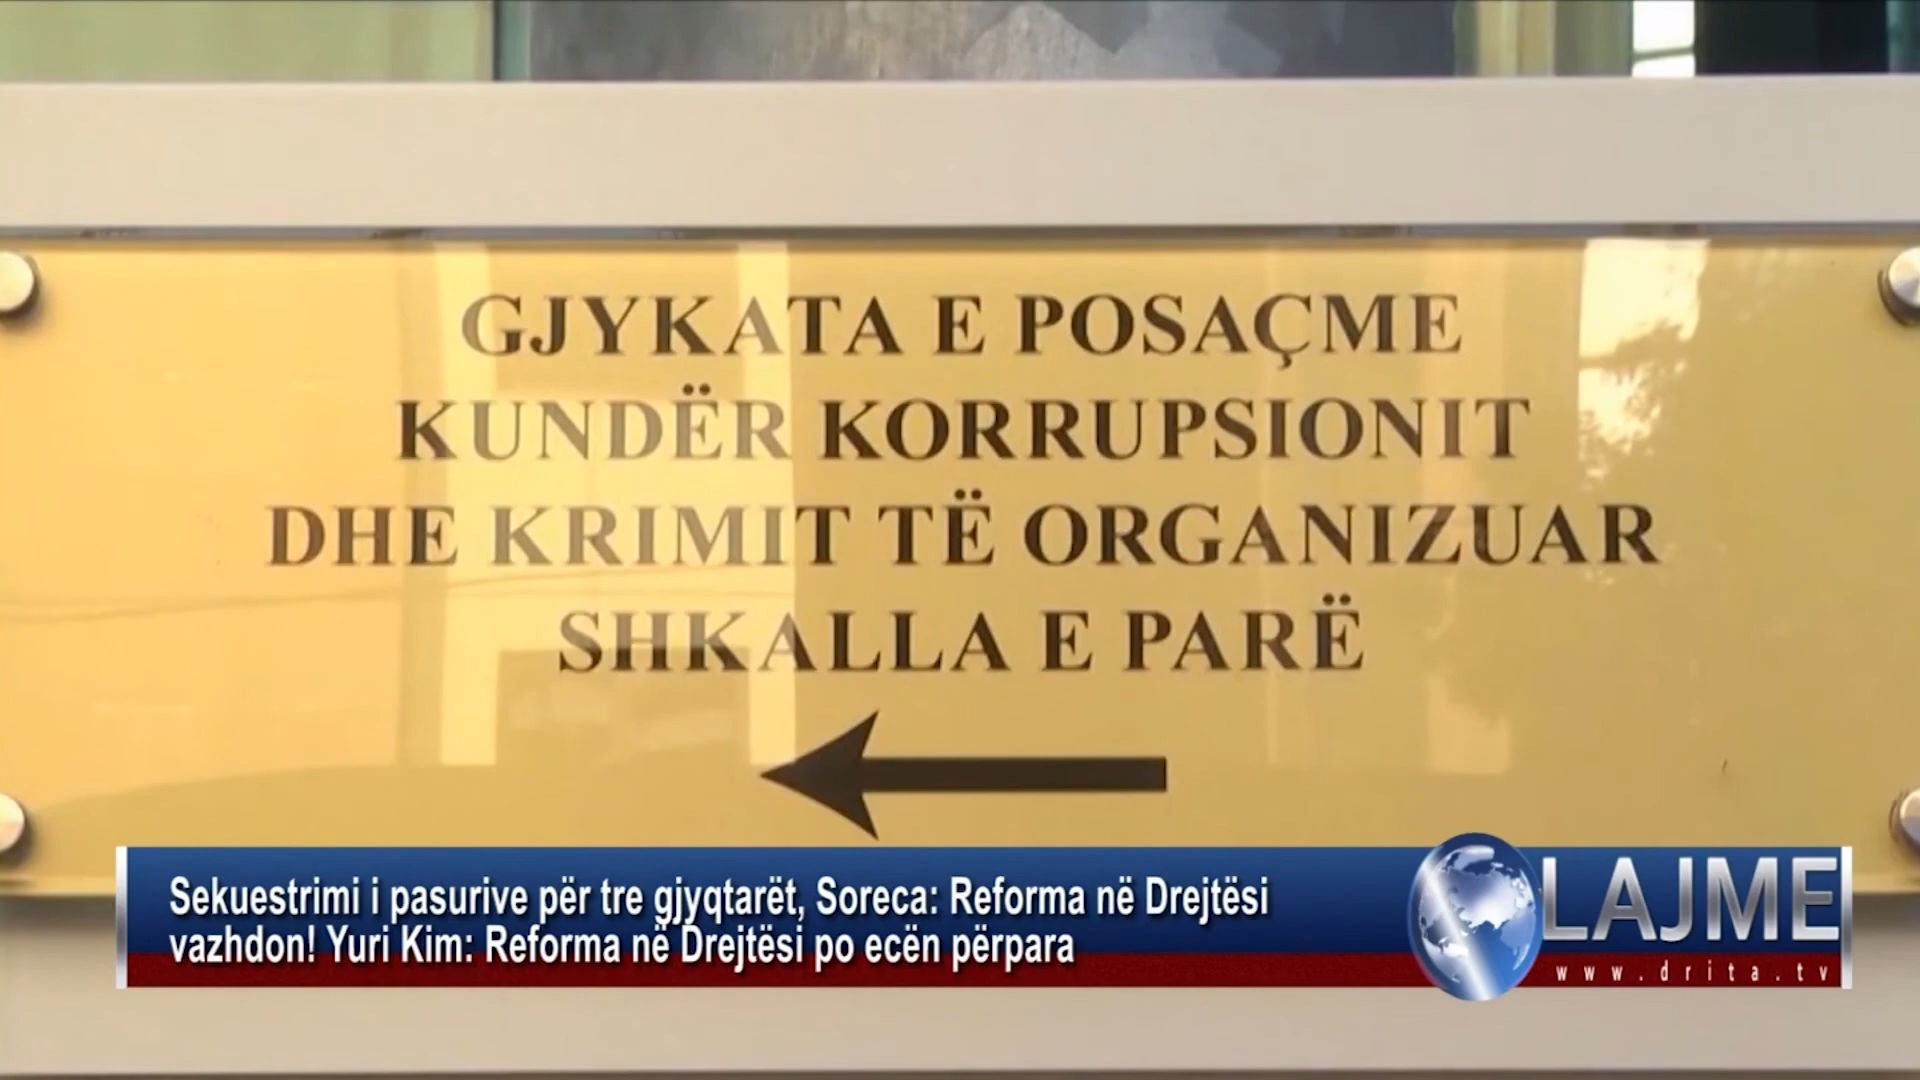 GJYKATA E POSAÇME
KUNDËR KORRUPSIONIT
DHE KRIMIT TË ORGANIZUAR
SHKALLA E PARË
Sekuestrimi i pasurive për tre gjyqtarët, Soreca: Reforma në Drejtësi
vazhdon! Yuri Kim: Reforma në Drejtësi po ecën përpara
LAJME
www.drita.tv